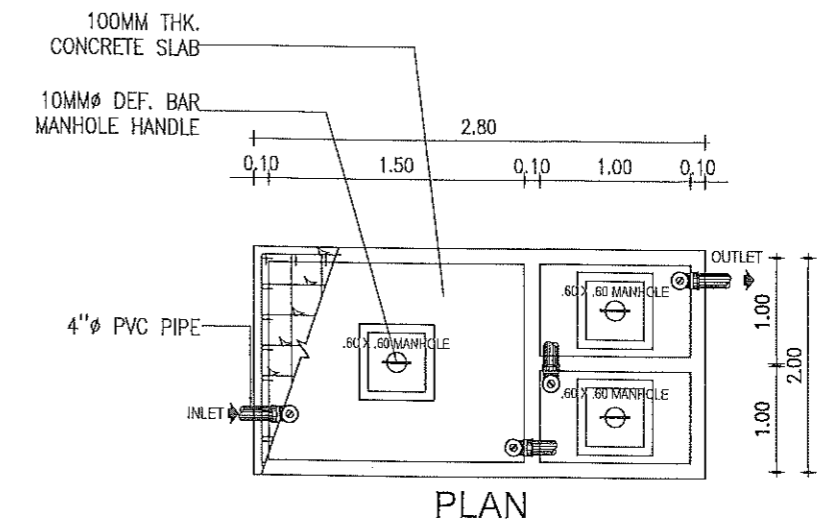 100MM THK.
CONCRETE SLAB
10MMØ DEF. BAR
MANHOLE HANDLE
2.80
0.10
1.50
0.10
1.00
0.10
OUTLET
.60 X .60 MANHOLE
1.00
4"Ø PVC PIPE
.60 X .60 MANHOLE
2.00
.60 X .60 MANHOLE
INLET
1.00
PLAN